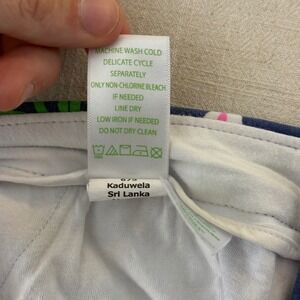 MACHINE WASH COLD
DELICATE CYCLE
SEPARATELY
ONLY NON-CHLORINE BLEACH
IF NEEDED
LINE DRY
LOW IRON IF NEEDED
DO NOT DRY CLEAN
Kaduwela
Sri Lanka